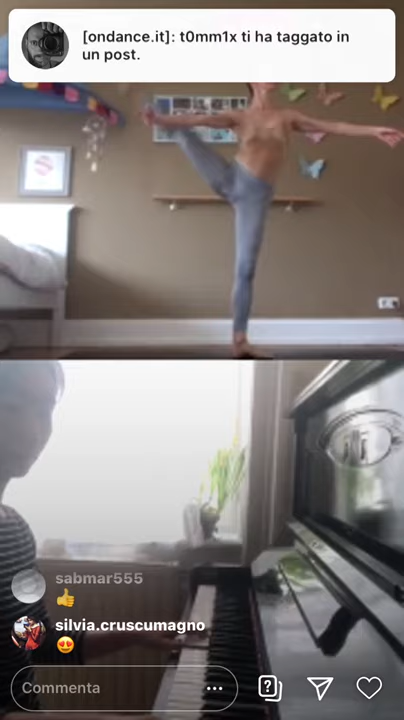 [ondance.it]: t0mm1x ti ha taggato in
un post.
sabmar555
👍
silvia.cruscumagno
😍
Commenta